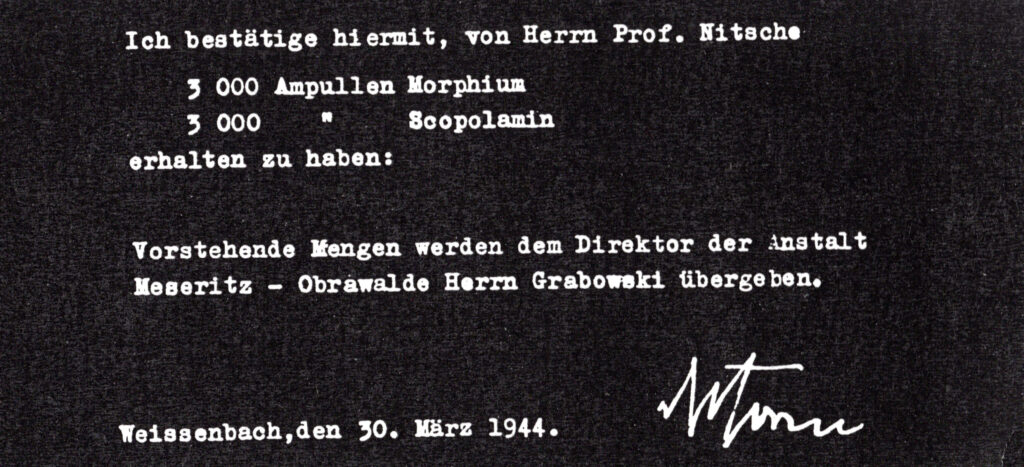 Ich bestätige hiermit, von Herrn Prof. Nitsche
3 000 Ampullen Morphium
3 000 " Scopolamin
erhalten zu haben:
Vorstehende Mengen werden dem Direktor der Anstalt
Meseritz - Obrawalde Herrn Grabowski übergeben.
Weissenbach,den 30. März 1944.